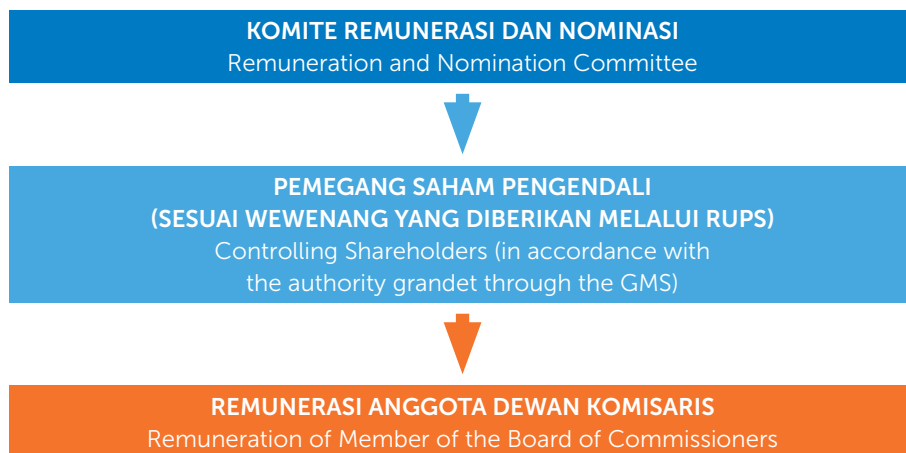 KOMITE REMUNERASI DAN NOMINASI
Remuneration and Nomination Committee
PEMEGANG SAHAM PENGENDALI
(SESUAI WEWENANG YANG DIBERIKAN MELALUI RUPS)
Controlling Shareholders (in accordance with
the authority grandet through the GMS)
REMUNERASI ANGGOTA DEWAN KOMISARIS
Remuneration of Member of the Board of Commissioners